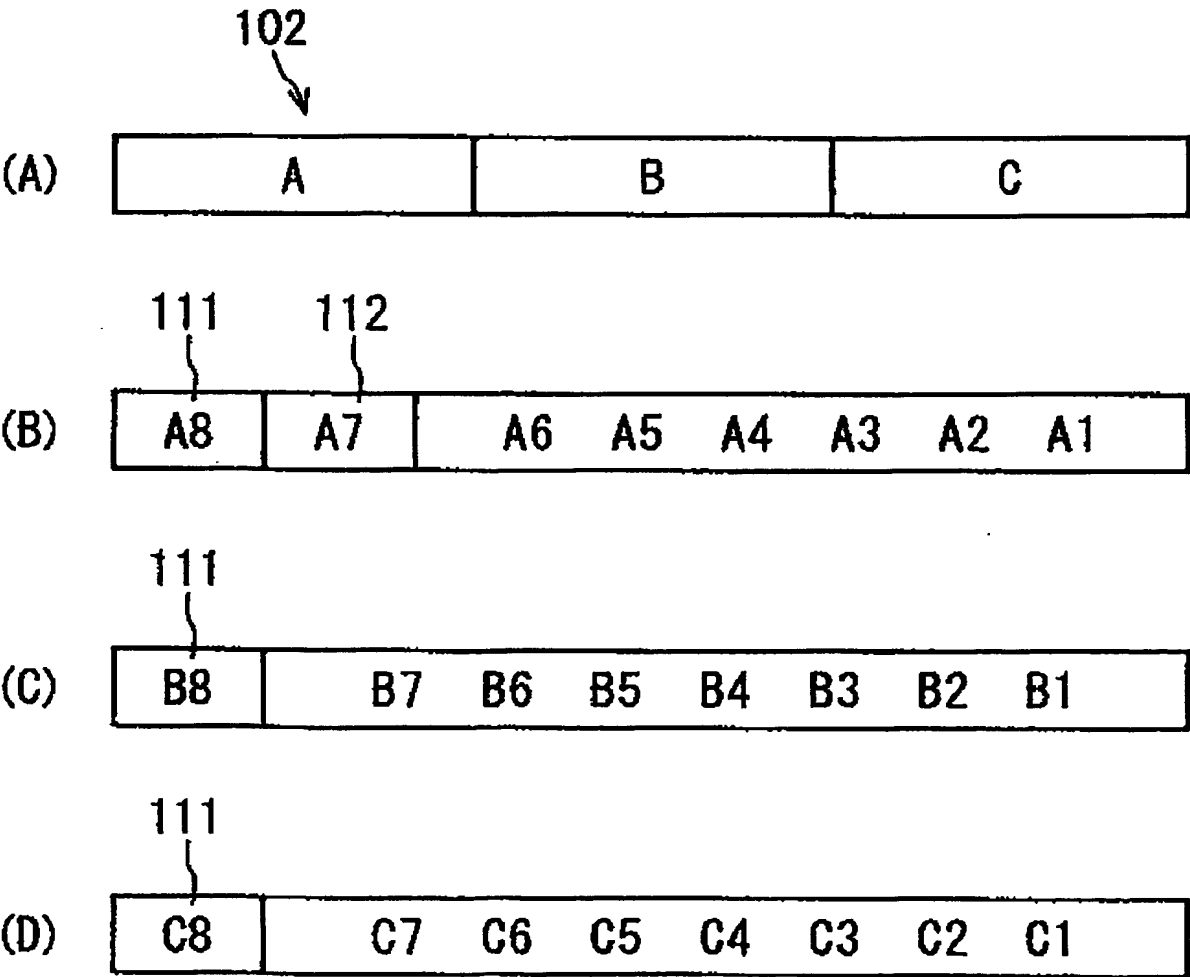 102
(A) A B C
111 112
(B) A8 A7 A6 A5 A4 A3 A2 A1
111
(C) B8 B7 B6 B5 B4 B3 B2 B1
111
(D) C8 C7 C6 C5 C4 C3 C2 C1